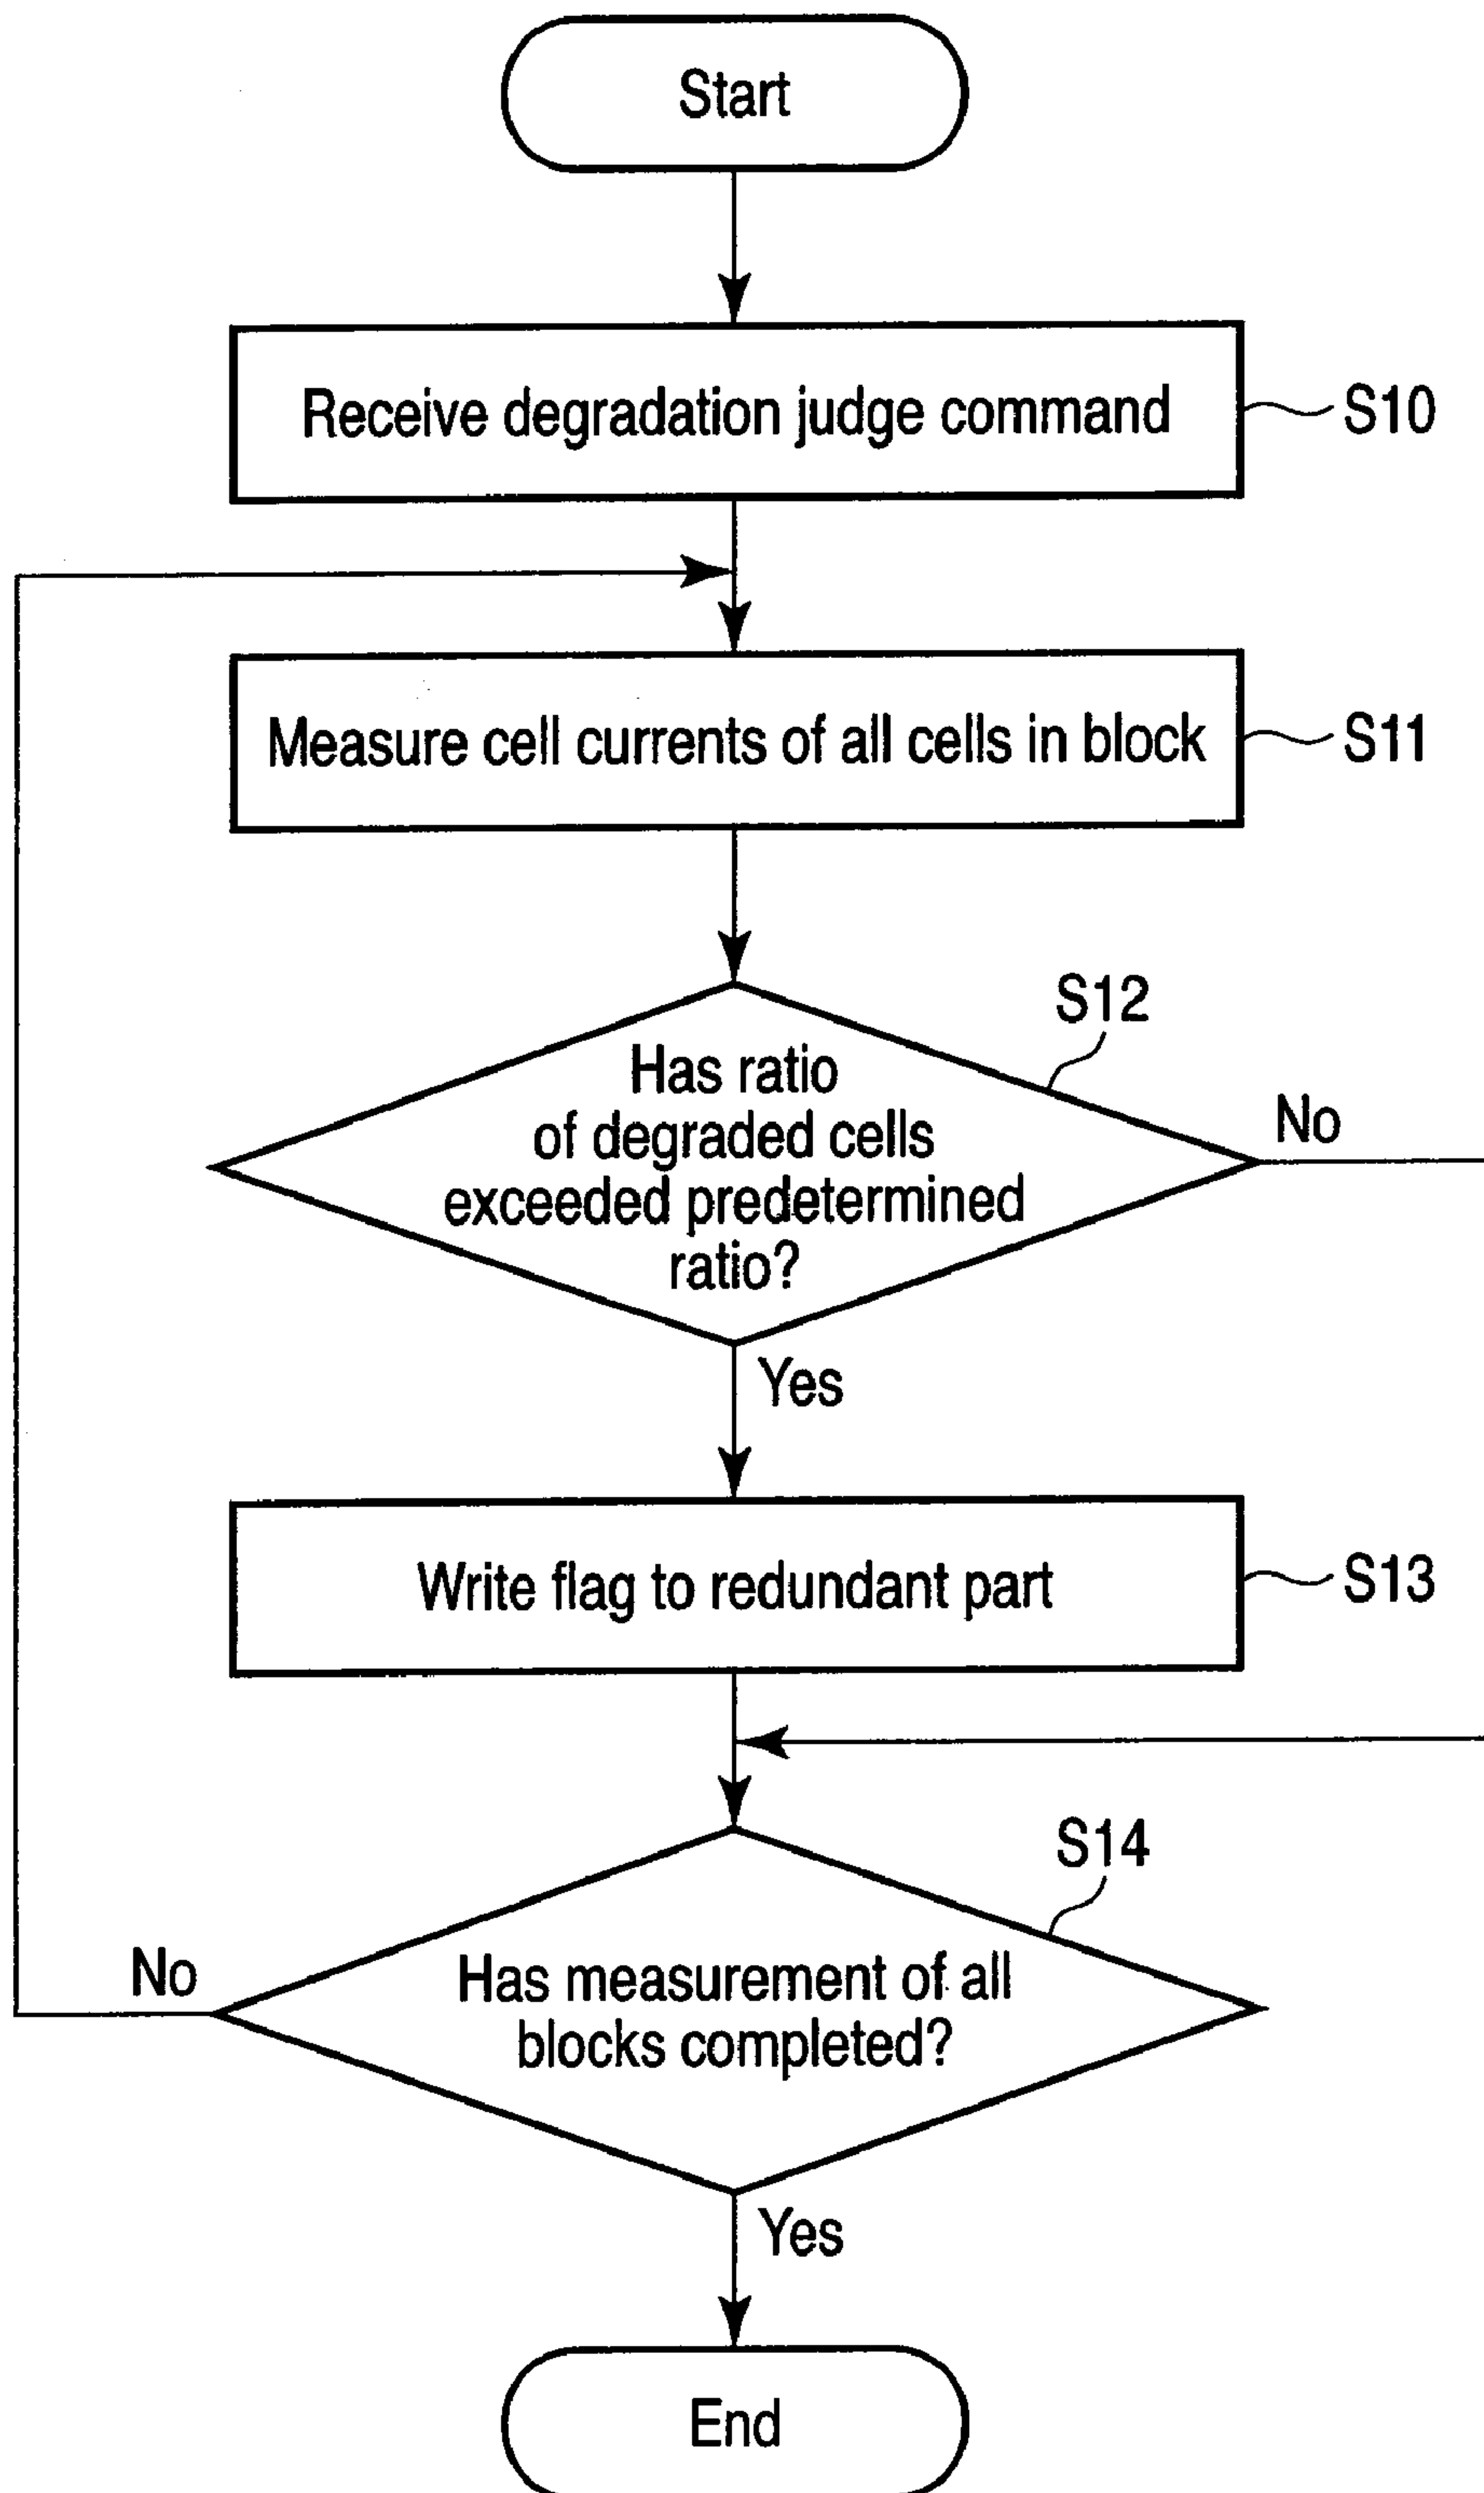 Start
Receive degradation judge command
S10
Measure cell currents of all cells in block
S11
S12
Has ratio
of degraded cells
exceeded predetermined
ratio?
No
Yes
Write flag to redundant part
S13
S14
Has measurement of all
blocks completed?
No
Yes
End